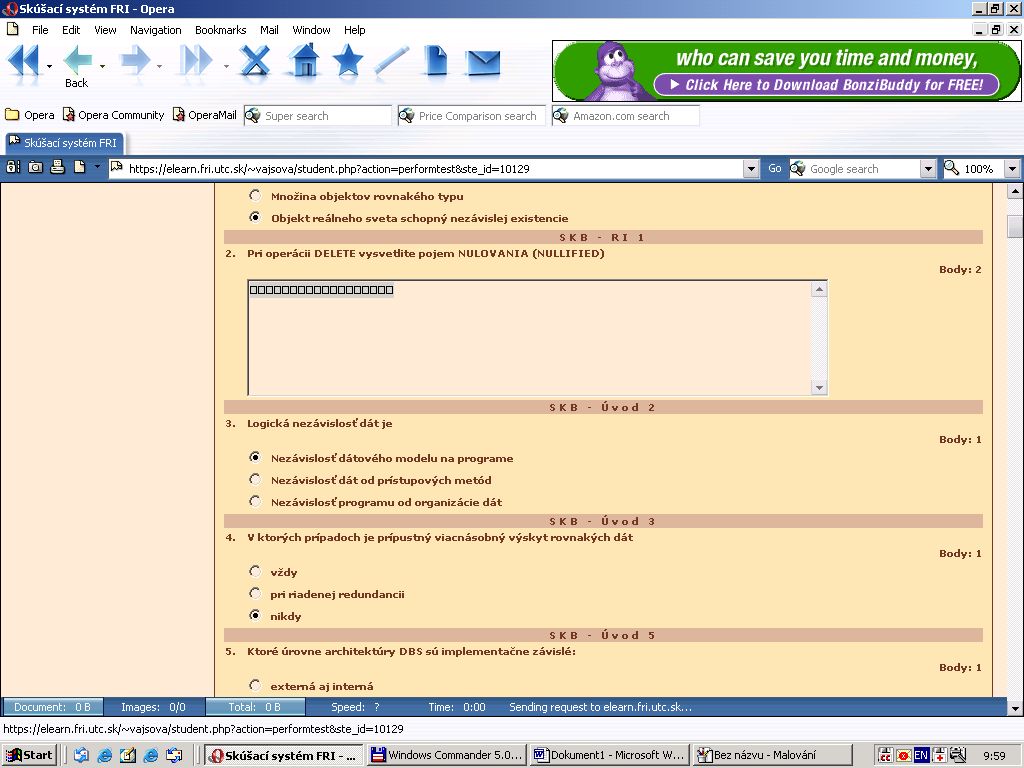 Skúšací systém FRI - Opera
File Edit View Navigation Bookmarks Mail Window Help
Back
who can save you time and money,
Click Here to Download BonziBuddy for FREE!
Opera Opera Community OperaMail Super search Price Comparison search Amazon.com search
Skúšací systém FRI
https://elearn.fri.utc.sk/~vajsova/student.php?action=performtest&ste_id=10129 Go Google search 100%
Množina objektov rovnakého typu
Objekt reálneho sveta schopný nezávislej existencie
SKB - RI 1
2. Pri operácii DELETE vysvetlite pojem NULOVANIA (NULLIFIED)
Body: 2
SKB - Úvod 2
3. Logická nezávislosť dát je
Body: 1
Nezávislosť dátového modelu na programe
Nezávislosť dát od prístupových metód
Nezávislosť programu od organizácie dát
SKB - Úvod 3
4. V ktorých prípadoch je prípustný viacnásobný výskyt rovnakých dát
Body: 1
vždy
pri riadenej redundancii
nikdy
SKB - Úvod 5
5. Ktoré úrovne architektúry DBS sú implementačne závislé:
Body: 1
externá aj interná
Document: 0 B Images: 0/0 Total: 0 B Speed: ? Time: 0:00 Sending request to elearn.fri.utc.sk...
https://elearn.fri.utc.sk/~vajsova/student.php?action=performtest&ste_id=10129
Start Skúšací systém FRI - ... Windows Commander 5.0... Dokument1 - Microsoft W... Bez názvu - Malování EN 9:59